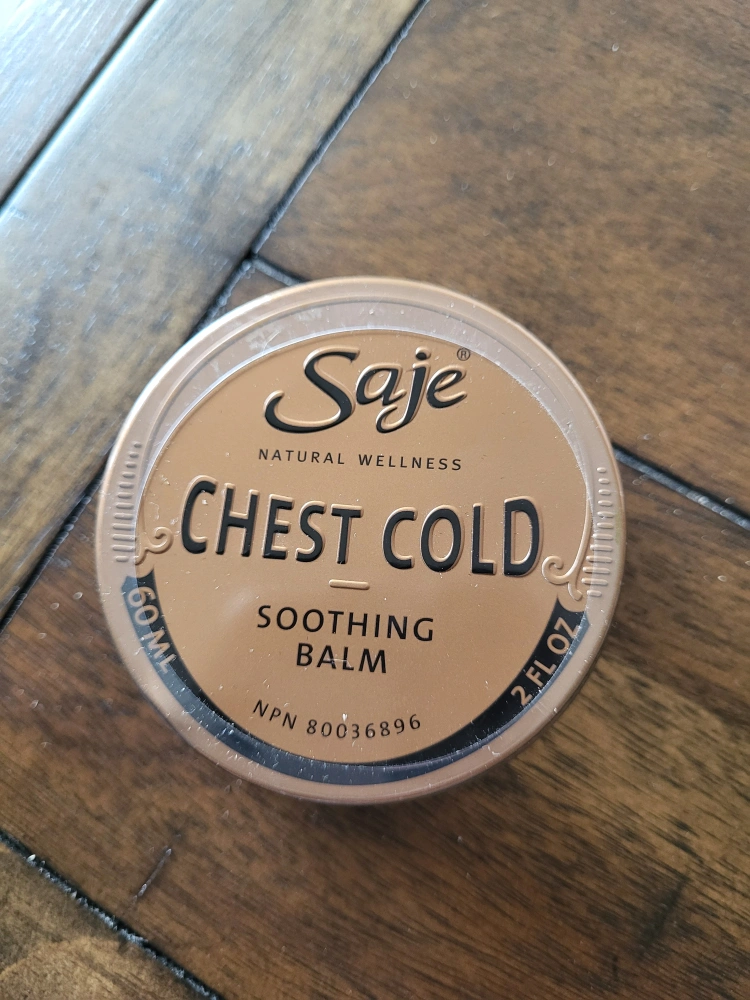 Saje®
NATURAL WELLNESS
CHEST COLD
SOOTHING
BALM
60 ML
2 FL OZ
NPN 80036896